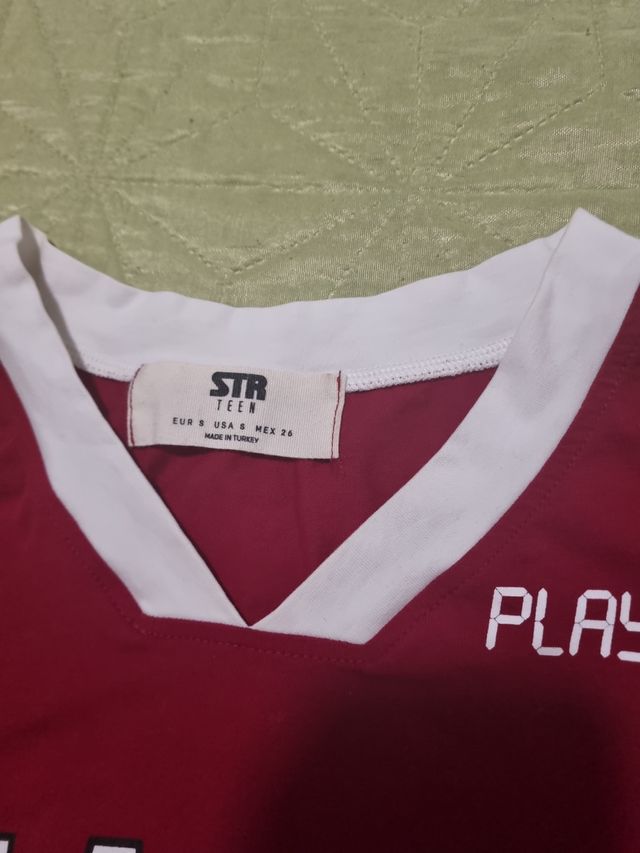 STR
TEEN
EUR S USA S MEX 26
MADE IN TURKEY
PLAY